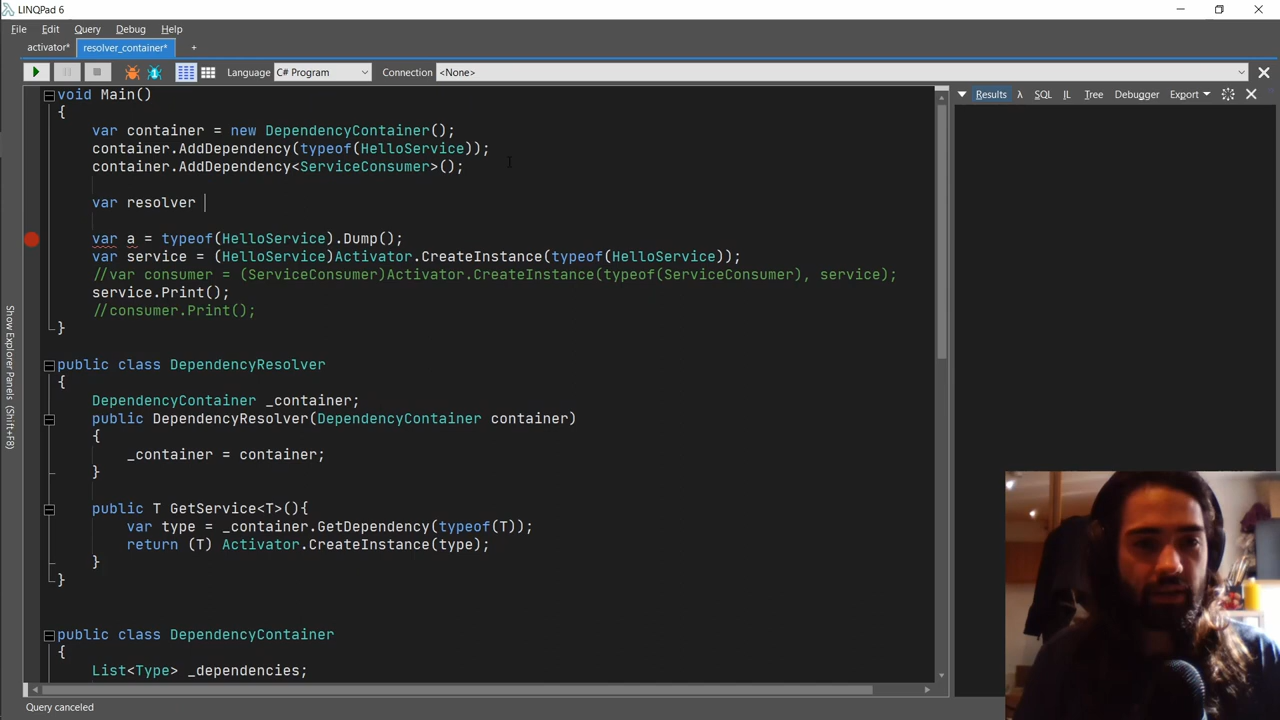 LINQPad 6
File Edit Query Debug Help
activator* resolver_container* +
Language C# Program Connection <None>
void Main()
{
var container = new DependencyContainer();
container.AddDependency(typeof(HelloService));
container.AddDependency<ServiceConsumer>();
var resolver
var a = typeof(HelloService).Dump();
var service = (HelloService)Activator.CreateInstance(typeof(HelloService));
//var consumer = (ServiceConsumer)Activator.CreateInstance(typeof(ServiceConsumer), service);
service.Print();
//consumer.Print();
}
public class DependencyResolver
{
DependencyContainer _container;
public DependencyResolver(DependencyContainer container)
{
_container = container;
}
public T GetService<T>(){
var type = _container.GetDependency(typeof(T));
return (T) Activator.CreateInstance(type);
}
}
public class DependencyContainer
{
List<Type> _dependencies;
Results λ SQL IL Tree Debugger Export
Show Explorer Panels (Shift+F8)
Query canceled